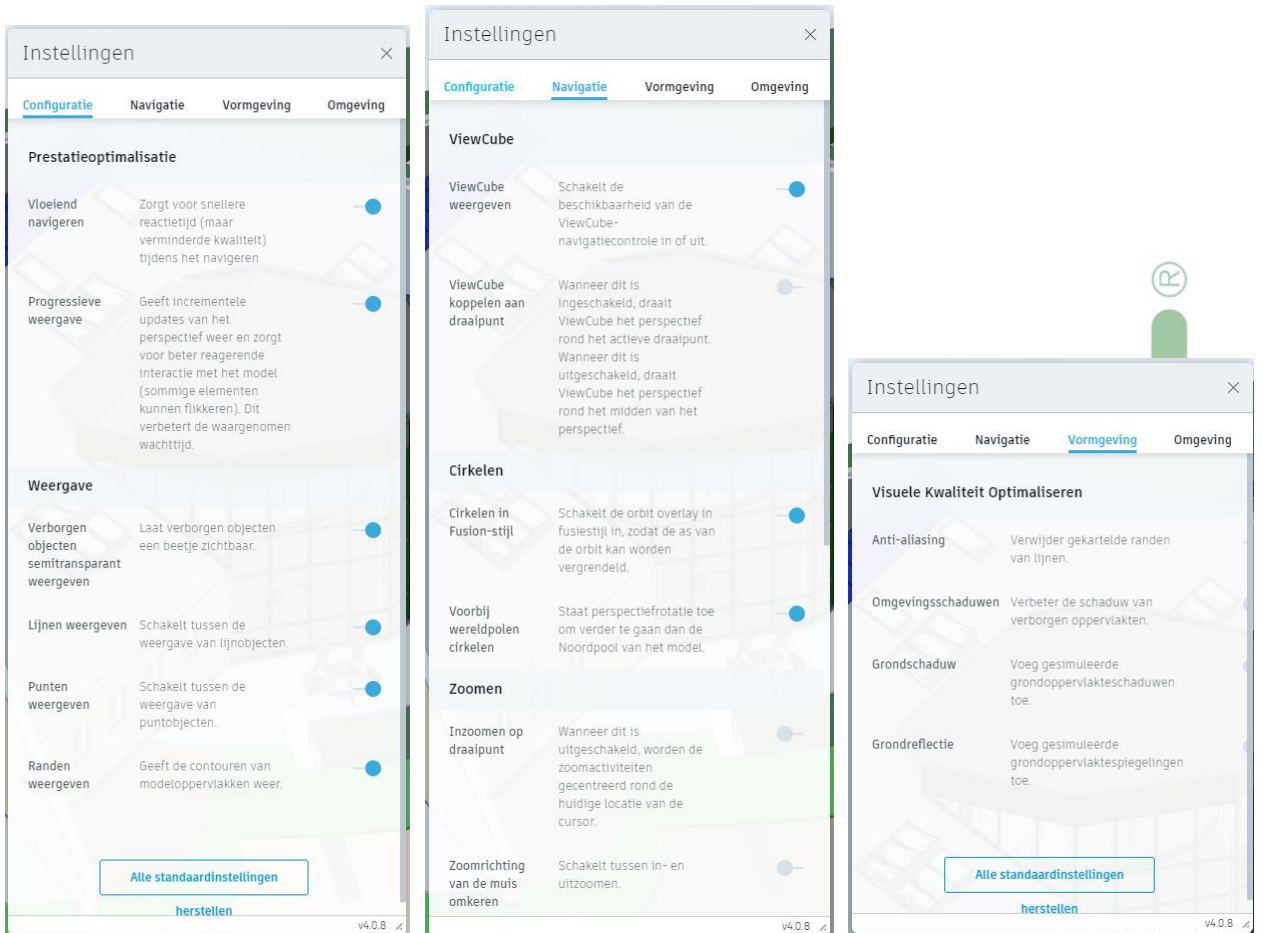 Instellingen
Configuratie Navigatie Vormgeving Omgeving
Prestatieoptimalisatie
Vloeiend
navigeren
Zorgt voor snellere
reactietijd (maar
verminderde kwaliteit)
tijdens het navigeren
Progressieve
weergave
Geeft incrementele
updates van het
perspectief weer en zorgt
voor beter reagerende
interactie met het model
(sommige elementen
kunnen flikkeren). Dit
verbetert de waargenomen
wachttijd.
Weergave
Verborgen
objecten
semitransparant
weergeven
Laat verborgen objecten
een beetje zichtbaar.
Lijnen weergeven
Schakelt tussen de
weergave van lijnobjecten.
Punten
weergeven
Schakelt tussen de
weergave van
puntobjecten.
Randen
weergeven
Geeft de contouren van
modeloppervlakken weer.
Alle standaardinstellingen
herstellen
v4.0.8
Instellingen
Configuratie Navigatie Vormgeving Omgeving
ViewCube
ViewCube
weergeven
Schakelt de
beschikbaarheid van de
ViewCube-
navigatiecontrole in of uit.
ViewCube
koppelen aan
draaipunt
Wanneer dit is
ingeschakeld, draait
ViewCube het perspectief
rond het actieve draaipunt.
Wanneer dit is
uitgeschakeld, draait
ViewCube het perspectief
rond het midden van het
perspectief.
Cirkelen
Cirkelen in
Fusion-stijl
Schakelt de orbit overlay in
fusiestijl in, zodat de as van
de orbit kan worden
vergrendeld.
Voorbij
wereldpolen
cirkelen
Staat perspectiefrotatie toe
om verder te gaan dan de
Noordpool van het model.
Zoomen
Inzoomen op
draaipunt
Wanneer dit is
uitgeschakeld, worden de
zoomactiviteiten
gecentreerd rond de
huidige locatie van de
cursor.
Zoomrichting
van de muis
omkeren
Schakelt tussen in- en
uitzoomen.
v4.0.8
®
Instellingen
Configuratie Navigatie Vormgeving Omgeving
Visuele Kwaliteit Optimaliseren
Anti-aliasing
Verwijder gekartelde randen
van lijnen.
Omgevingsschaduwen
Verbeter de schaduw van
verborgen oppervlakten.
Grondschaduw
Voeg gesimuleerde
grondoppervlakteschaduwen
toe.
Grondreflectie
Voeg gesimuleerde
grondoppervlaktespiegelingen
toe.
Alle standaardinstellingen
herstellen
v4.0.8